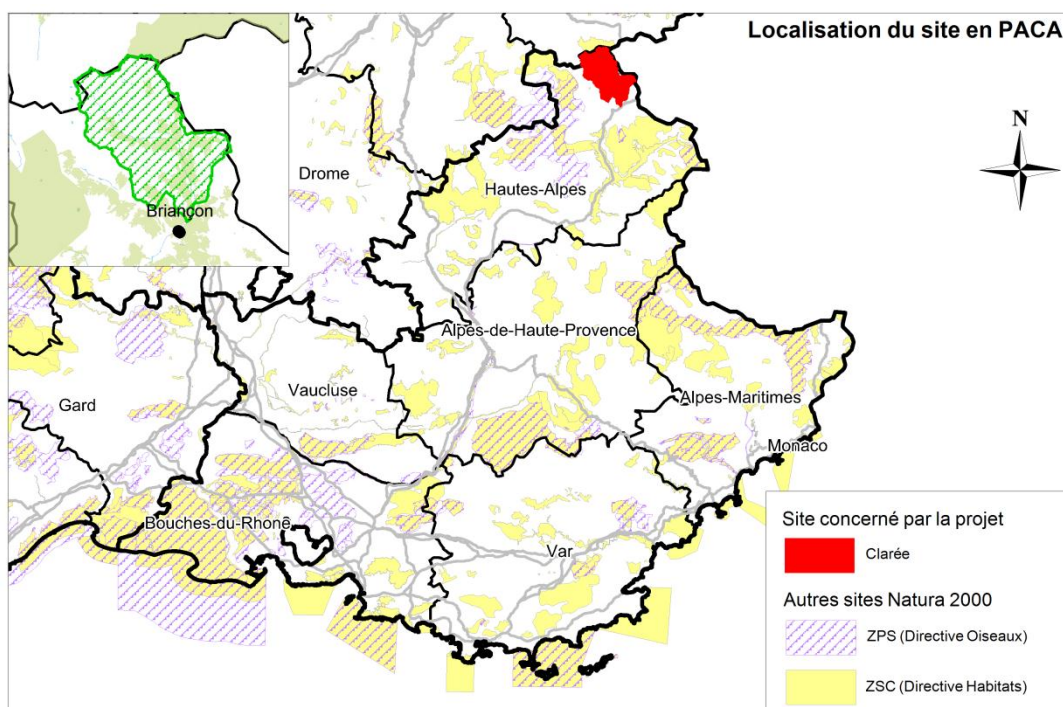 Localisation du site en PACA
N
Briançon
Drome
Hautes-Alpes
Alpes-de-Haute-Provence
Vaucluse
Gard
Alpes-Maritimes
Monaco
Bouches-du-Rhone
Var
Site concerné par la projet
Clarée
Autres sites Natura 2000
ZPS (Directive Oiseaux)
ZSC (Directive Habitats)